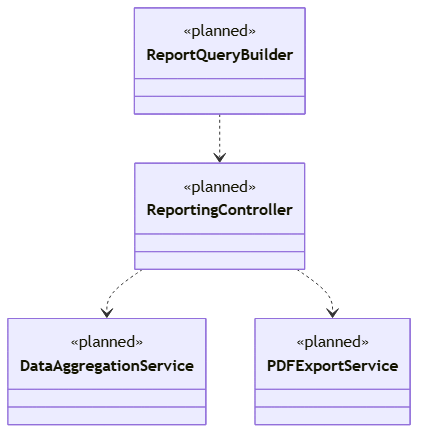 «planned»
ReportQueryBuilder
«planned»
ReportingController
«planned»
DataAggregationService
«planned»
PDFExportService